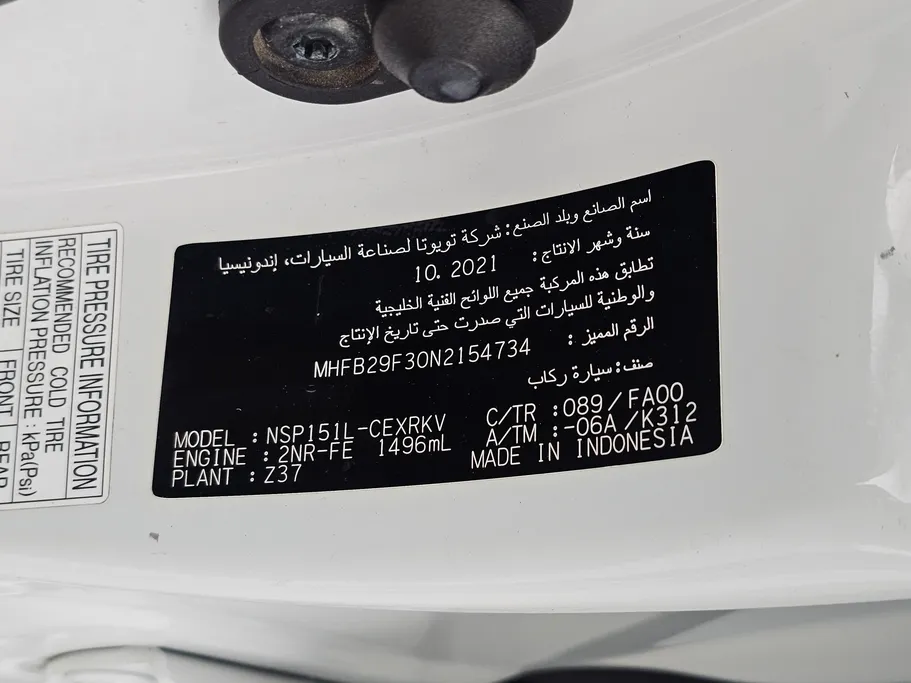 اسم الصانع وبلد الصنع: شركة تويوتا لصناعة السيارات، إندونيسيا
سنة وشهر الانتاج: 10. 2021
تطابق هذه المركبة جميع اللوائح الفنية الخليجية
والوطنية للسيارات التي صدرت حتى تاريخ الإنتاج
الرقم المميز : MHFB29F30N2154734
صنف: سيارة ركاب
MODEL : NSP151L-CEXRKV C/TR : 089/FA00
ENGINE : 2NR-FE 1496mL A/TM : -06A/K312
PLANT : Z37 MADE IN INDONESIA
TIRE PRESSURE INFORMATION
RECOMMENDED COLD TIRE
INFLATION PRESSURE : kPa(Psi)
TIRE SIZE FRONT REAR